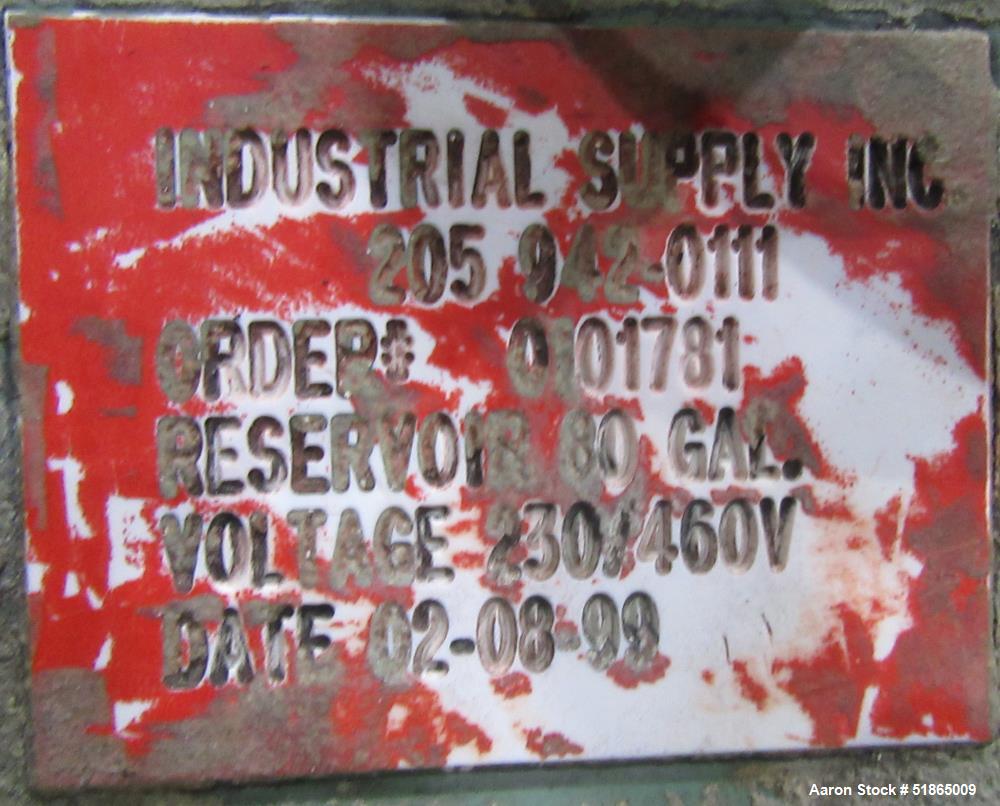 INDUSTRIAL SUPPLY INC
205 942-0111
ORDER# 0101781
RESERVOIR 80 GAL.
VOLTAGE 230/460V
DATE 02-08-99
Aaron Stock # 51865009